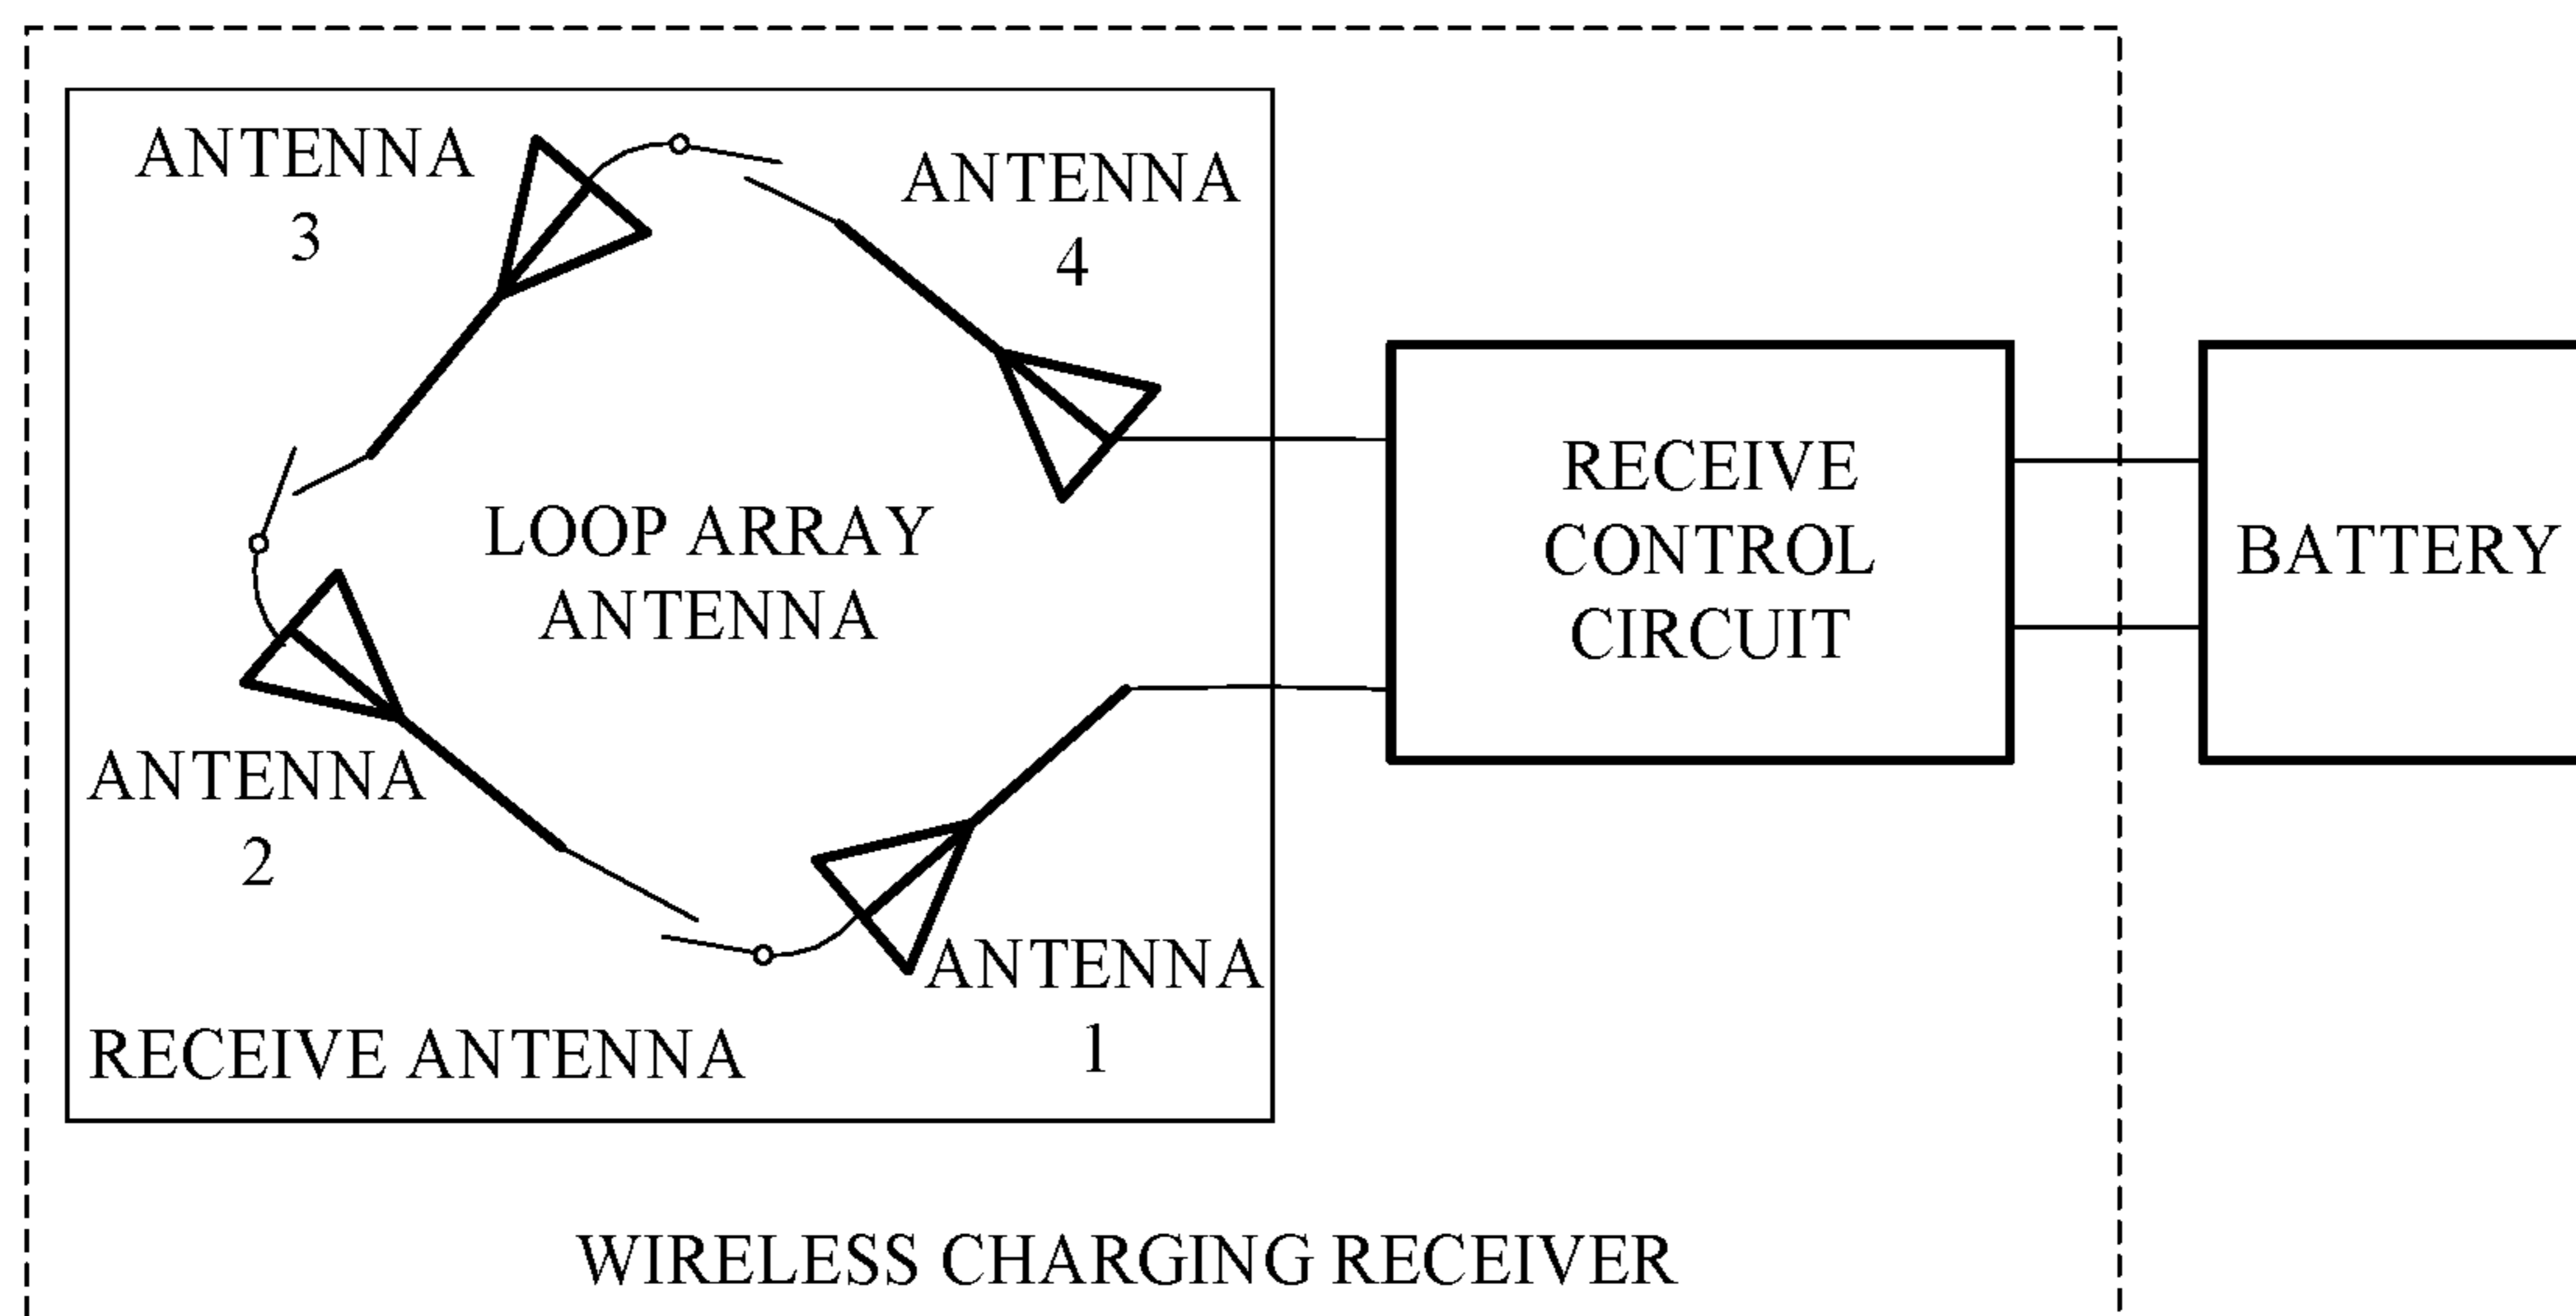 ANTENNA
3
ANTENNA
4
LOOP ARRAY
ANTENNA
RECEIVE
CONTROL
CIRCUIT
BATTERY
ANTENNA
2
ANTENNA
1
RECEIVE ANTENNA
WIRELESS CHARGING RECEIVER